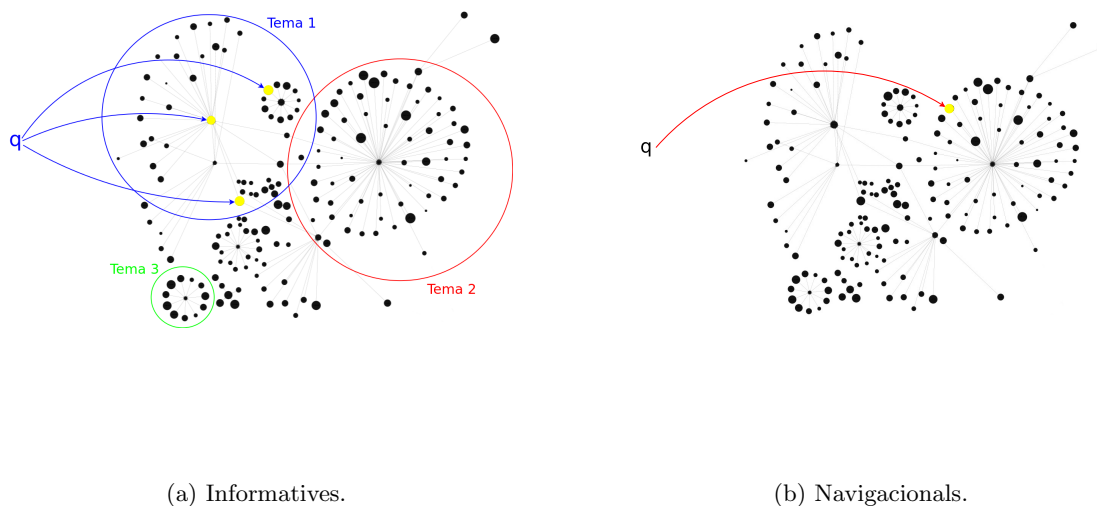 Tema 1
q
q
Tema 3
Tema 2
(a) Informatives.
(b) Navigacionals.